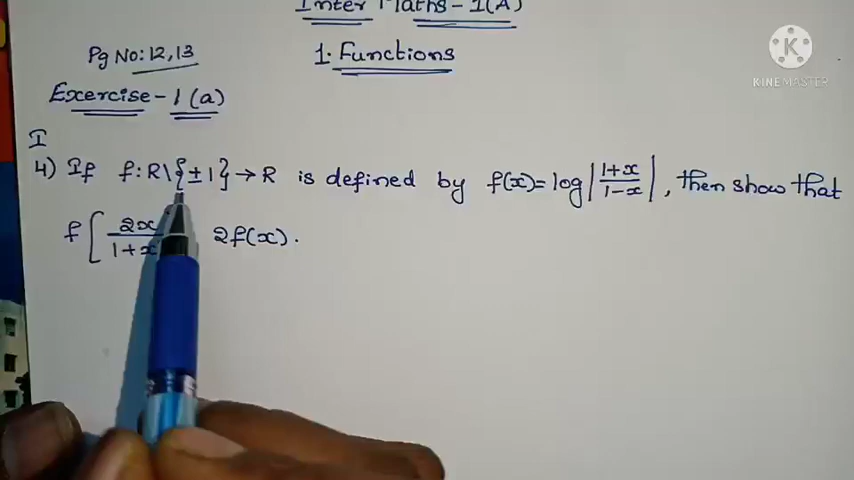 Inter Maths - 1(A)
Pg No: 12,13
1. Functions
Exercise - 1(a)
I
4) If f: R\{±1} → R is defined by f(x) = log|1+x/1-x|, then show that
f[2x/1+x 2f(x).
KINEMASTER